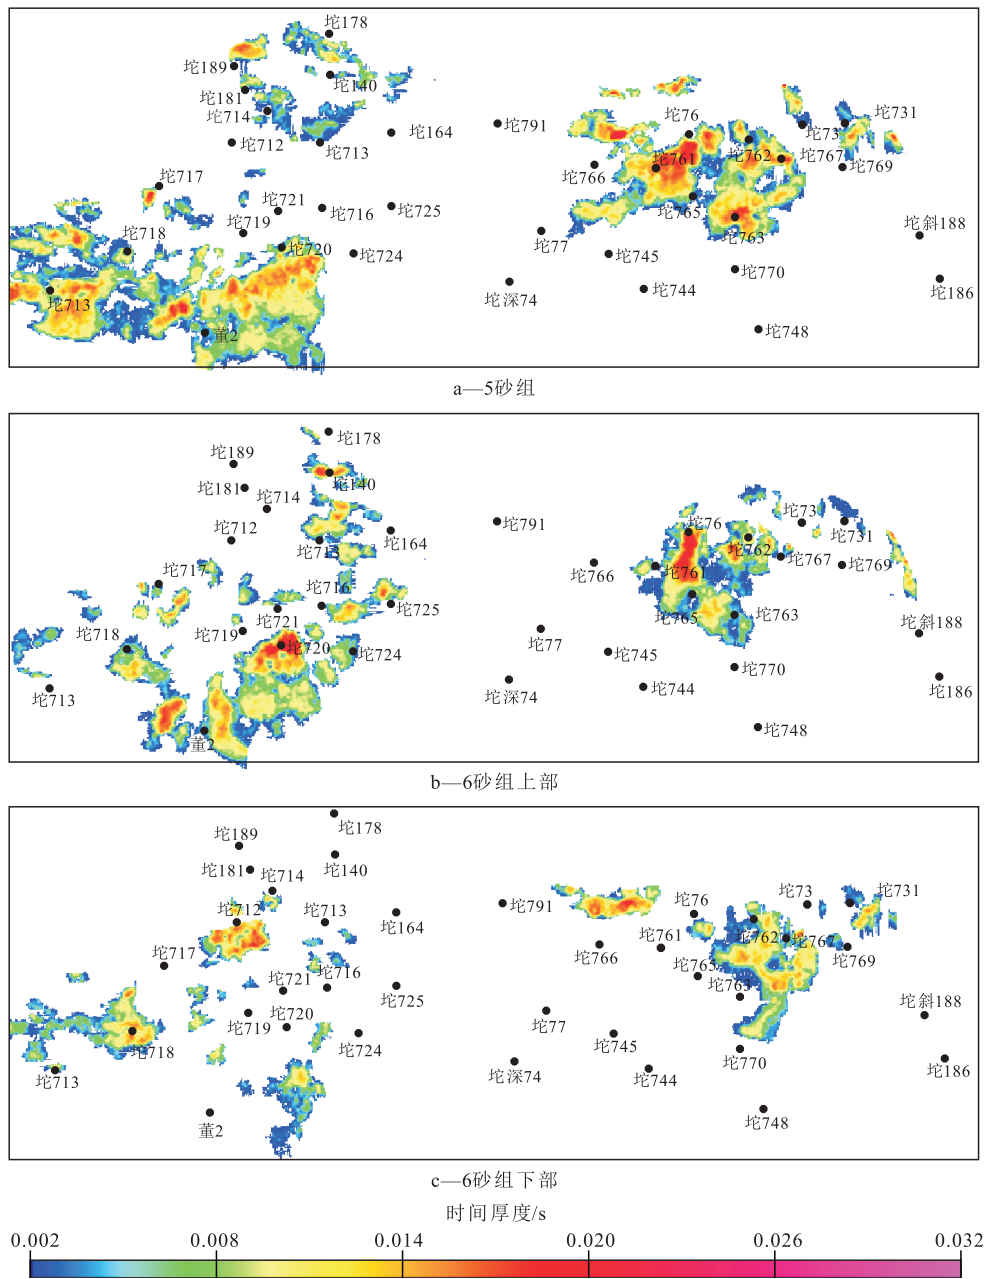 坨178
坨189
坨140
坨181
坨714
坨164
坨791
坨76
坨73
坨731
坨712
坨713
坨761
坨762
坨767
坨769
坨766
坨717
坨721
坨716
坨725
坨765
坨719
坨718
坨720
坨724
坨77
坨763
坨斜188
坨745
坨770
坨713
坨深74
坨744
坨186
董2
坨748
a—5砂组
坨178
坨189
坨181
坨140
坨714
坨712
坨713
坨164
坨791
坨76
坨73
坨731
坨762
坨767
坨769
坨766
坨761
坨717
坨716
坨721
坨725
坨765
坨763
坨斜188
坨718
坨719
坨720
坨724
坨77
坨745
坨770
坨713
坨深74
坨744
坨186
董2
坨748
b—6砂组上部
坨178
坨189
坨181
坨714
坨140
坨712
坨713
坨164
坨791
坨76
坨73
坨731
坨761
坨762
坨767
坨769
坨766
坨717
坨721
坨716
坨765
坨763
坨725
坨斜188
坨719
坨720
坨77
坨718
坨724
坨745
坨770
坨713
坨深74
坨744
坨186
董2
坨748
c—6砂组下部
时间厚度/s
0.002 0.008 0.014 0.020 0.026 0.032